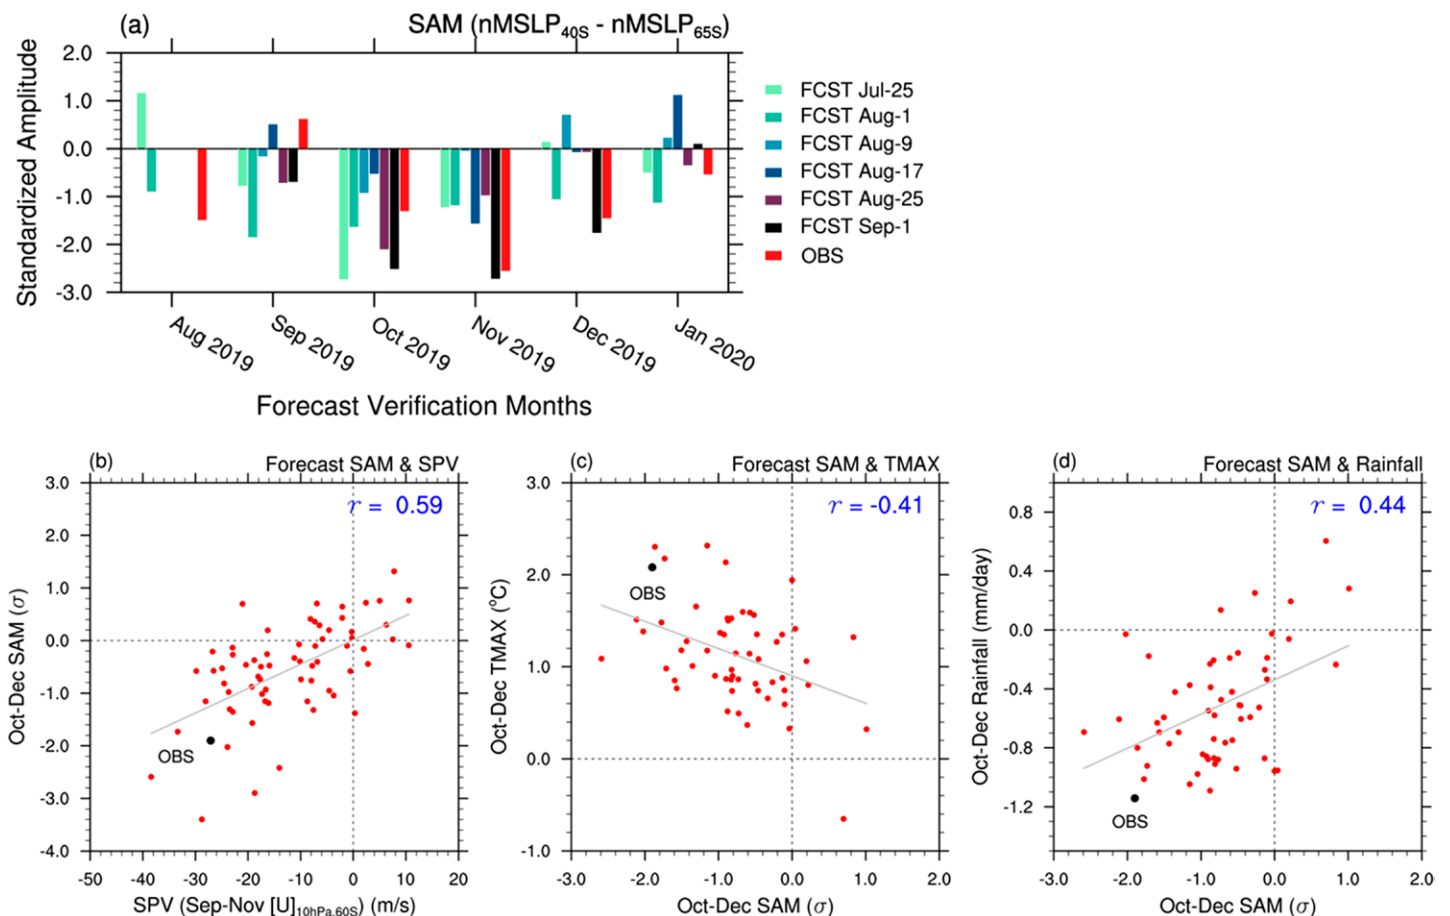 (a) SAM (nMSLP40S - nMSLP65S)
Standardized Amplitude
2.0
1.0
0.0
-1.0
-2.0
-3.0
Aug 2019
Sep 2019
Oct 2019
Nov 2019
Dec 2019
Jan 2020
Forecast Verification Months
FCST Jul-25
FCST Aug-1
FCST Aug-9
FCST Aug-17
FCST Aug-25
FCST Sep-1
OBS
(b) Forecast SAM & SPV
r = 0.59
Oct-Dec SAM (σ)
3.0
2.0
1.0
0.0
-1.0
-2.0
-3.0
-4.0
OBS
-50 -40 -30 -20 -10 0 10 20
SPV (Sep-Nov [U]10hPa,60S) (m/s)
(c) Forecast SAM & TMAX
r = -0.41
Oct-Dec TMAX (ºC)
3.0
2.0
1.0
0.0
-1.0
OBS
-3.0 -2.0 -1.0 0.0 1.0 2.0
Oct-Dec SAM (σ)
(d) Forecast SAM & Rainfall
r = 0.44
Oct-Dec Rainfall (mm/day)
0.8
0.4
0.0
-0.4
-0.8
-1.2
OBS
-3.0 -2.0 -1.0 0.0 1.0 2.0
Oct-Dec SAM (σ)